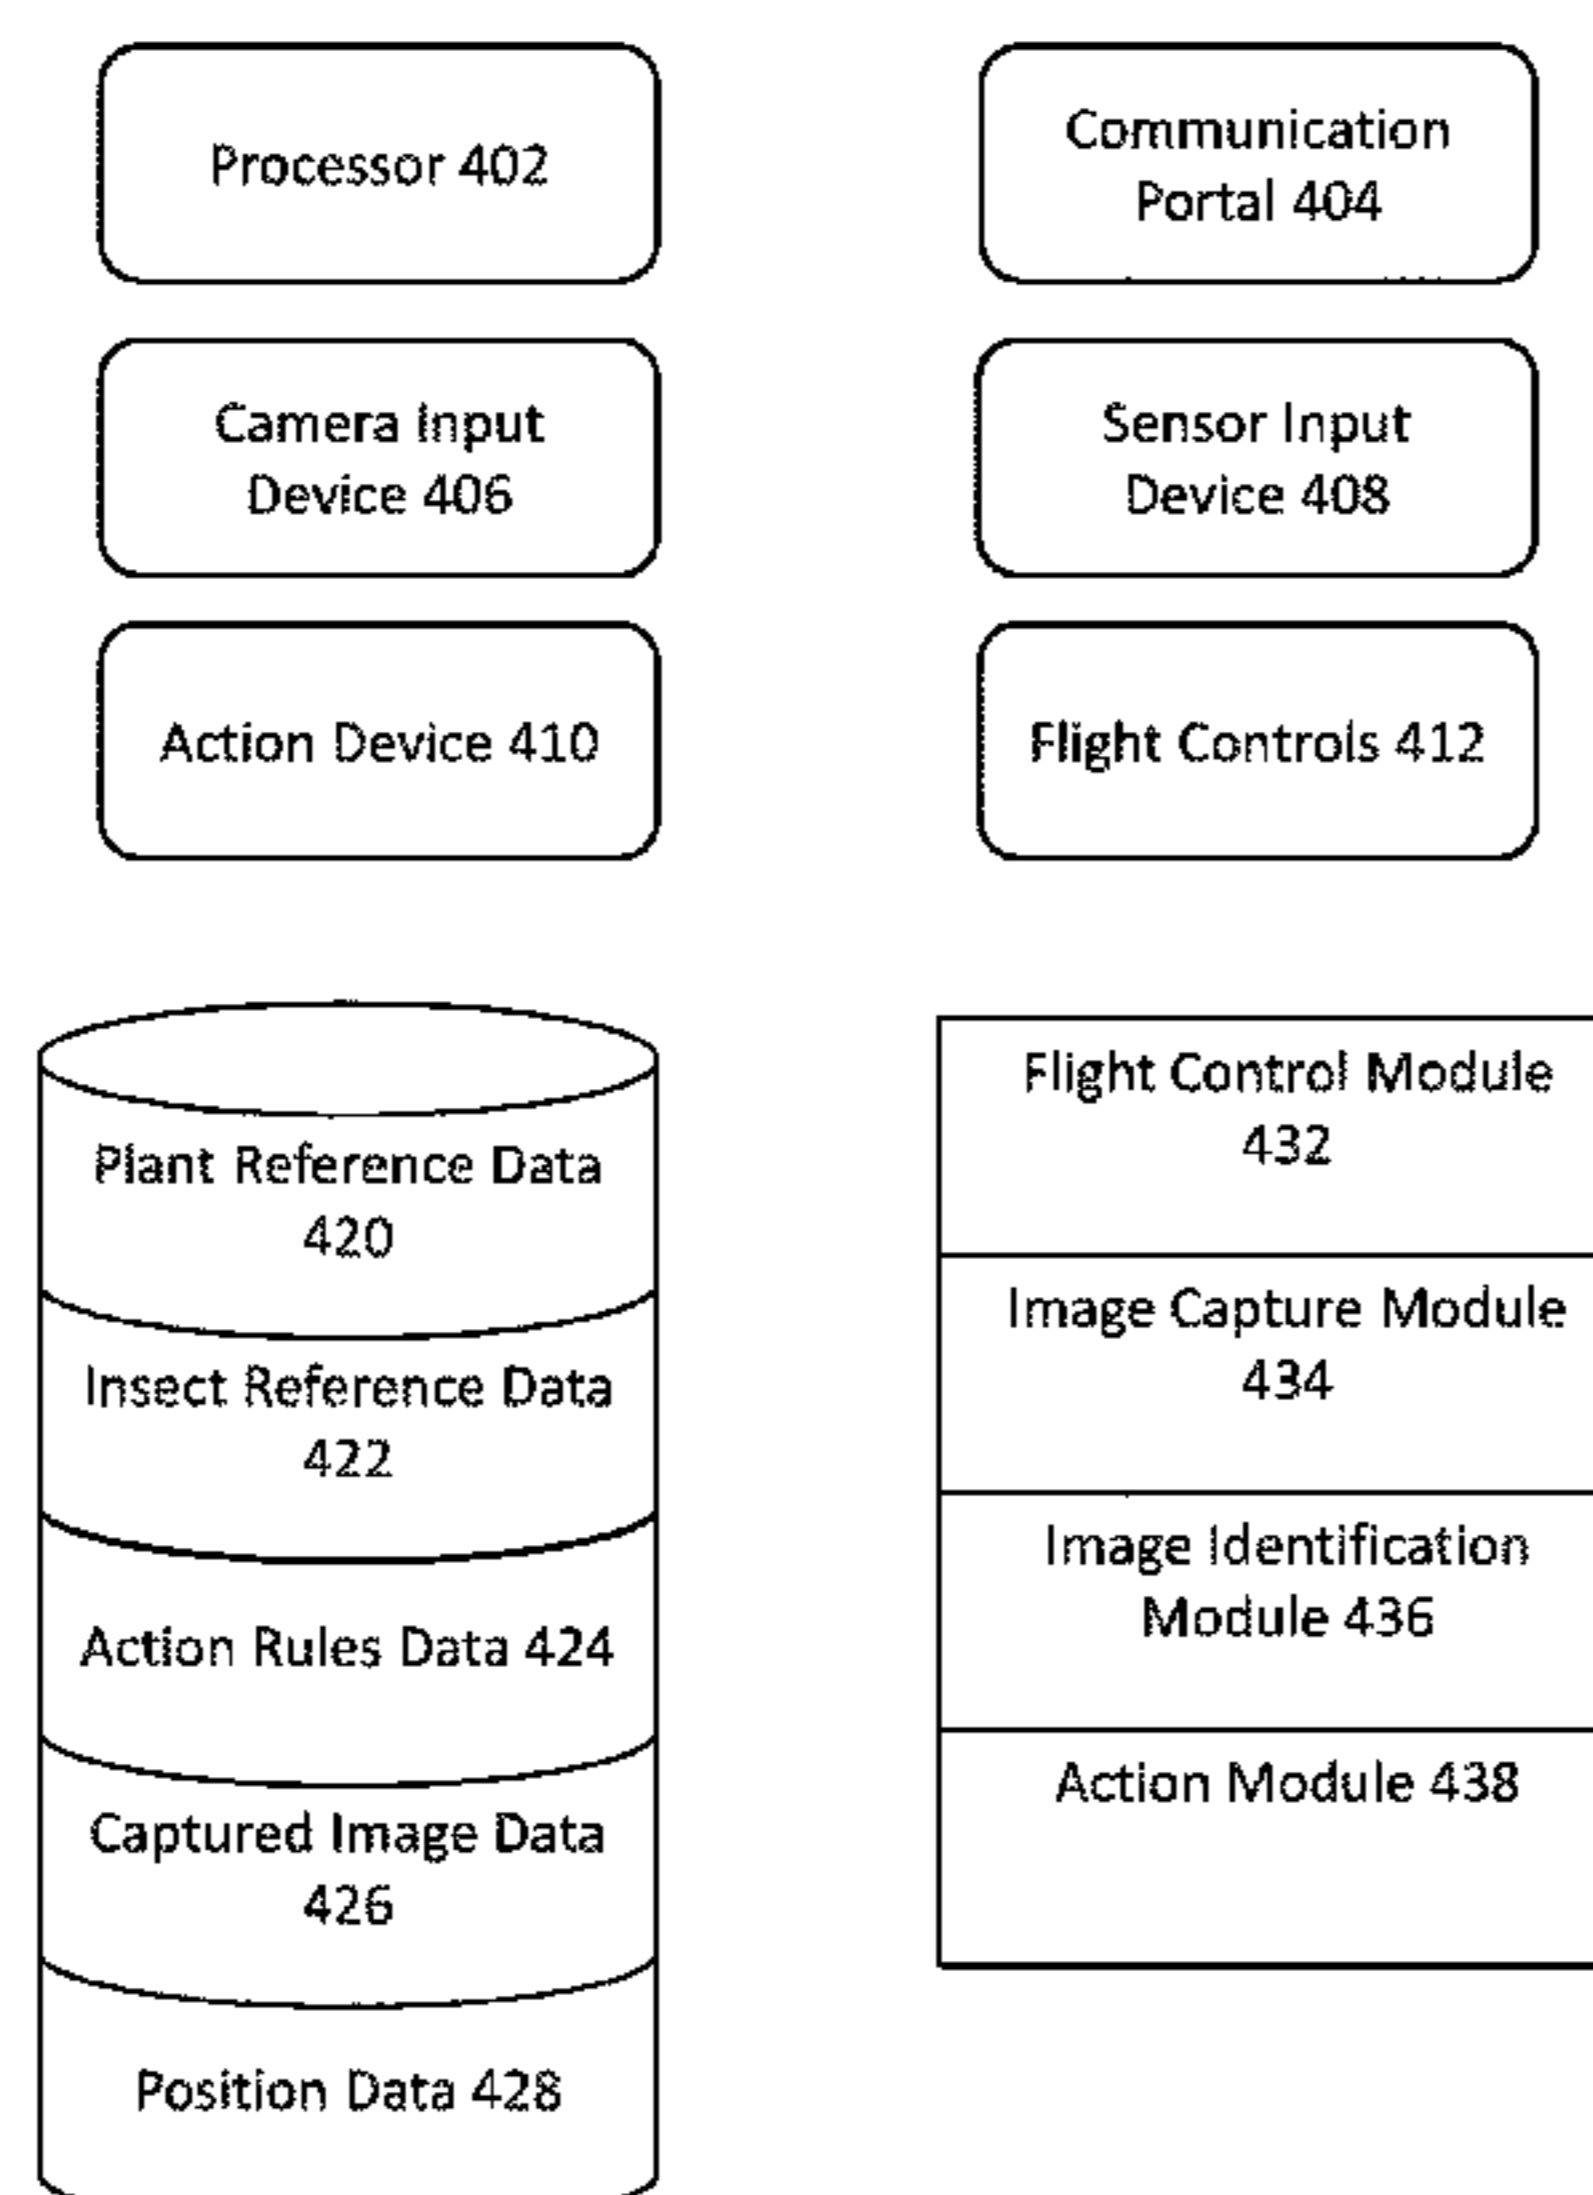 Processor 402
Communication
Portal 404
Camera Input
Device 406
Sensor Input
Device 408
Action Device 410
Flight Controls 412
Plant Reference Data
420
Insect Reference Data
422
Action Rules Data 424
Captured Image Data
426
Position Data 428
Flight Control Module
432
Image Capture Module
434
Image Identification
Module 436
Action Module 438